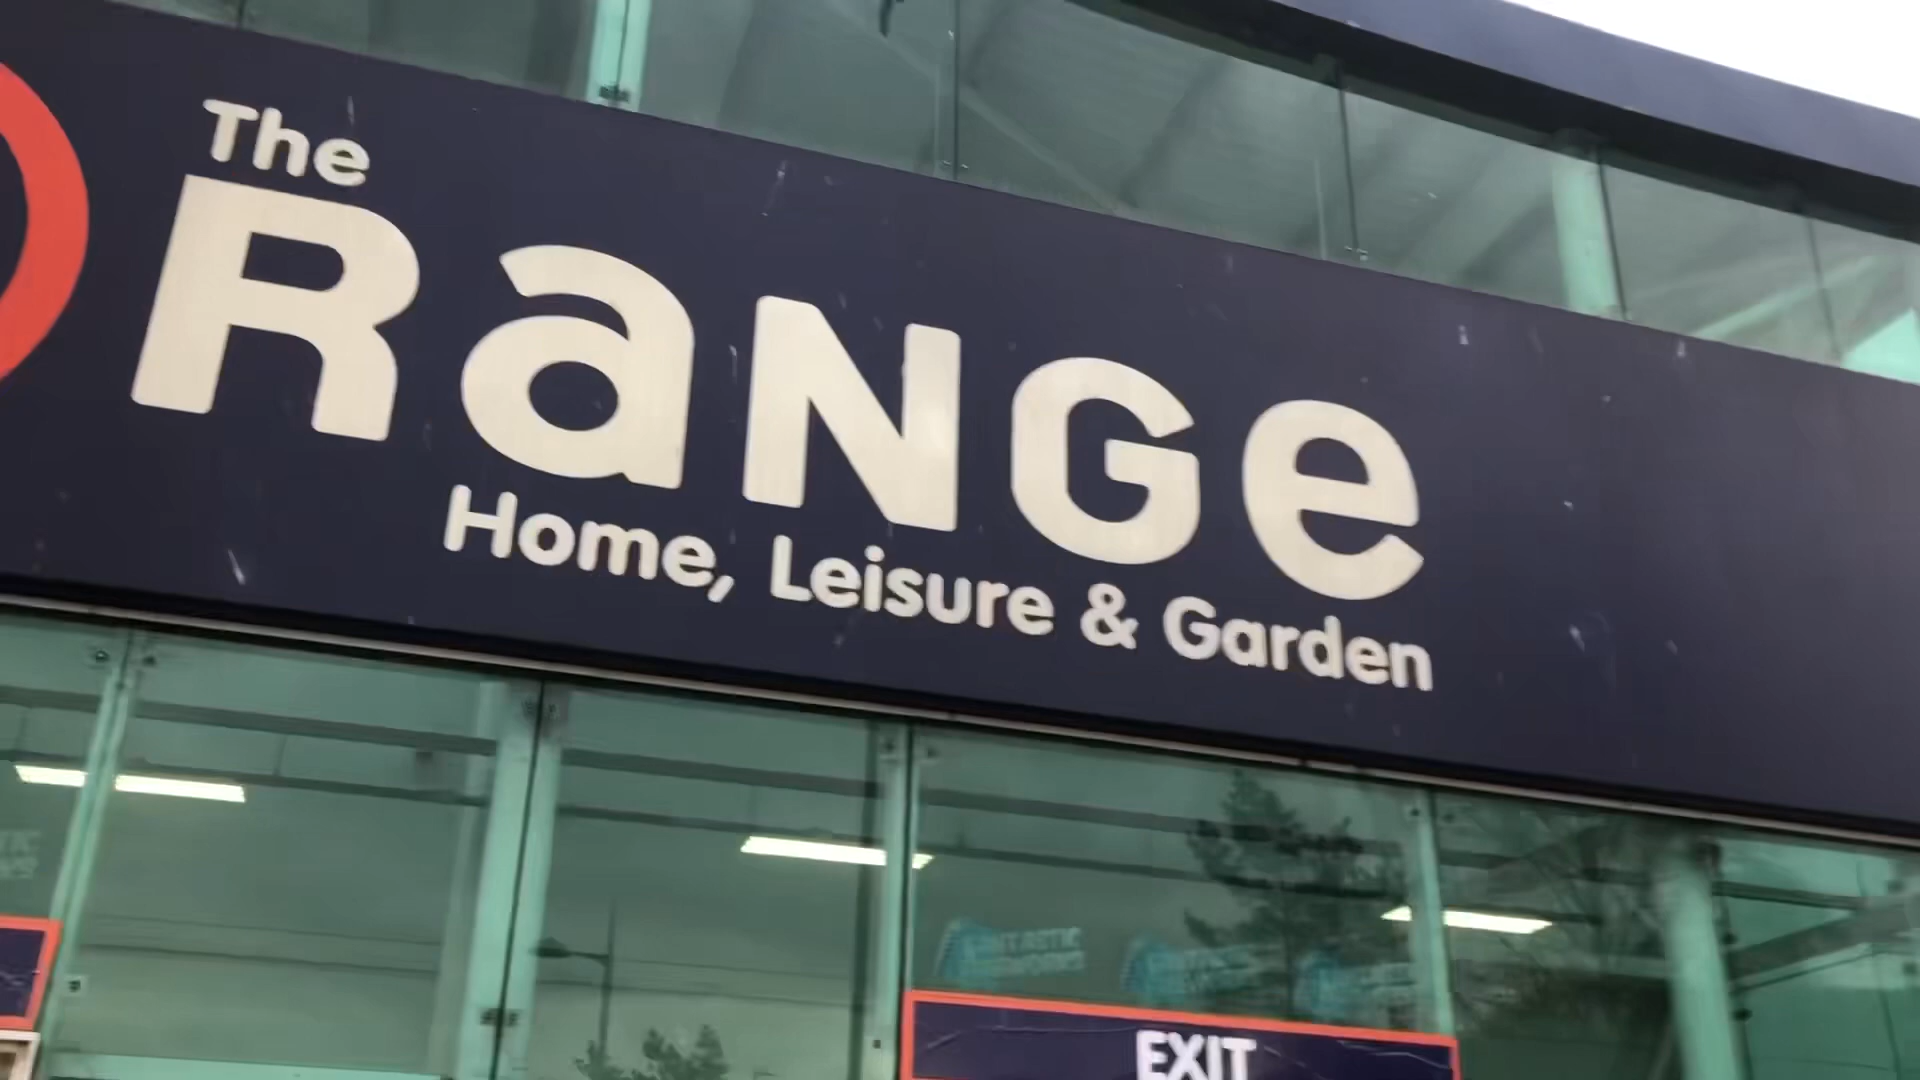 The
RaNGe
Home, Leisure & Garden
EXIT